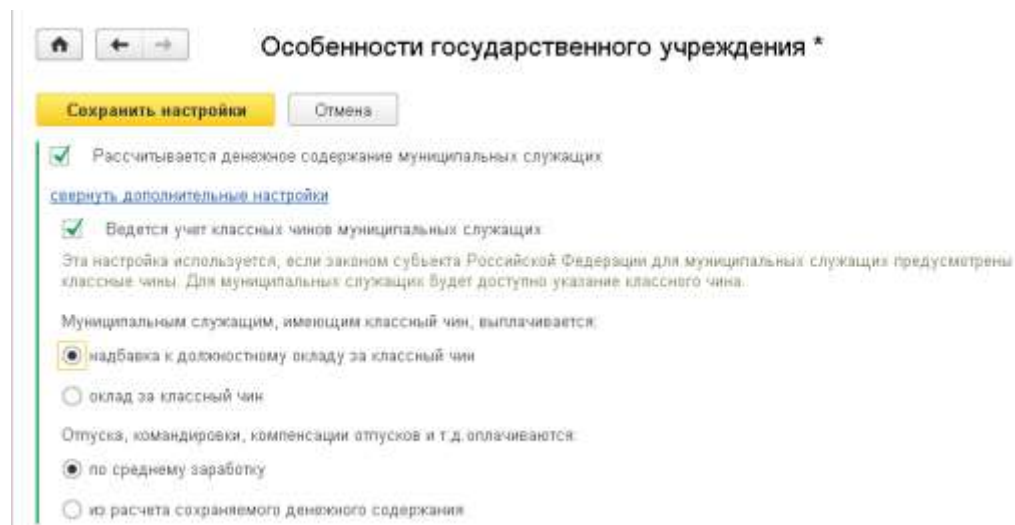 Особенности государственного учреждения *
Сохранить настройки Отмена
Рассчитывается денежное содержание муниципальных служащих
свернуть дополнительные настройки
Ведется учет классных чинов муниципальных служащих
Эта настройка используется, если законом субъекта Российской Федерации для муниципальных служащих предусмотрены
классные чины. Для муниципальных служащих будет доступно указание классного чина.
Муниципальным служащим, имеющим классный чин, выплачивается:
надбавка к должностному окладу за классный чин
оклад за классный чин
Отпуска, командировки, компенсации отпусков и т.д. оплачиваются:
по среднему заработку
из расчета сохраняемого денежного содержания